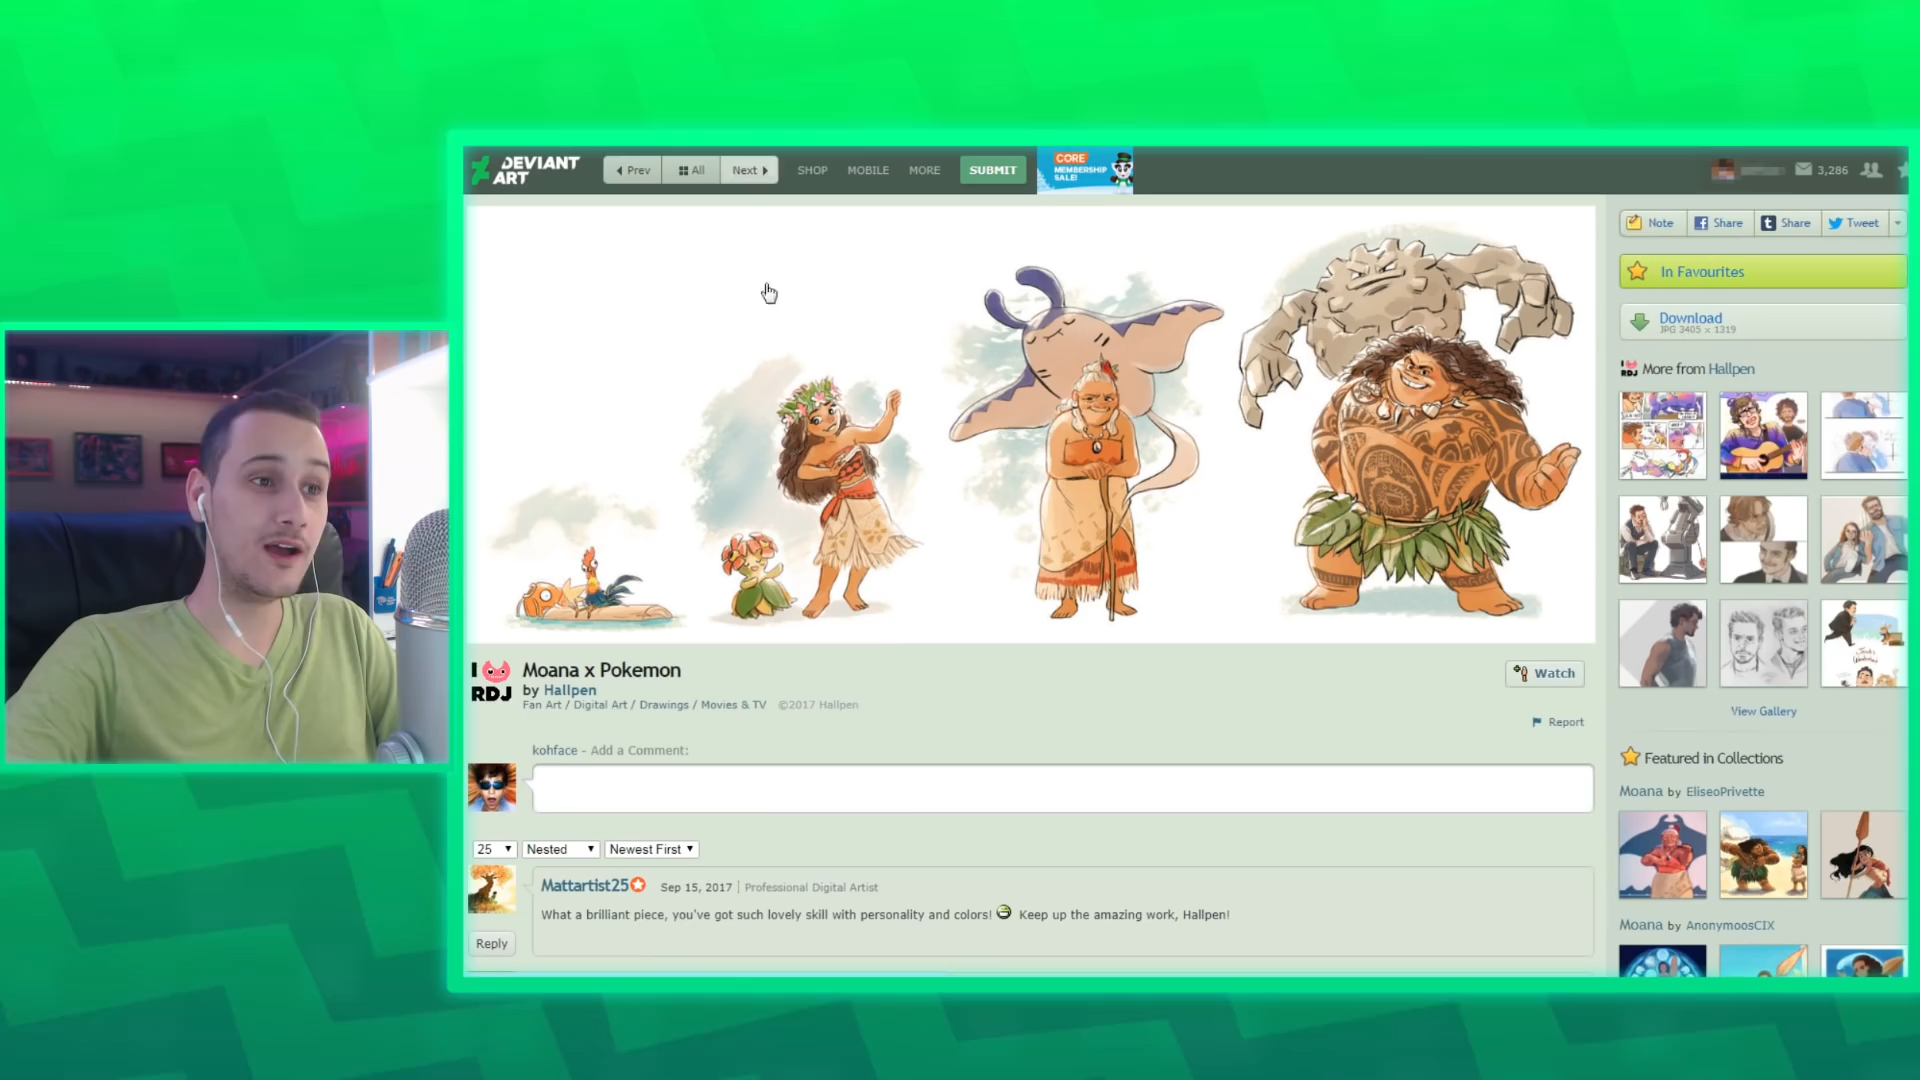 DEVIANT ART
Prev
All
Next
SHOP
MOBILE
MORE
SUBMIT
CORE
MEMBERSHIP
SALE!
3,286
Note
Share
Share
Tweet
In Favourites
Download
JPG 3405 x 1319
I RDJ
More from Hallpen
View Gallery
I
RDJ
Moana x Pokemon
by Hallpen
Fan Art / Digital Art / Drawings / Movies & TV ©2017 Hallpen
Watch
Report
kohface - Add a Comment:
25
Nested
Newest First
Mattartist25 Sep 15, 2017 | Professional Digital Artist
What a brilliant piece, you've got such lovely skill with personality and colors! Keep up the amazing work, Hallpen!
Reply
Featured in Collections
Moana by EliseoPrivette
Moana by AnonymoosCIX